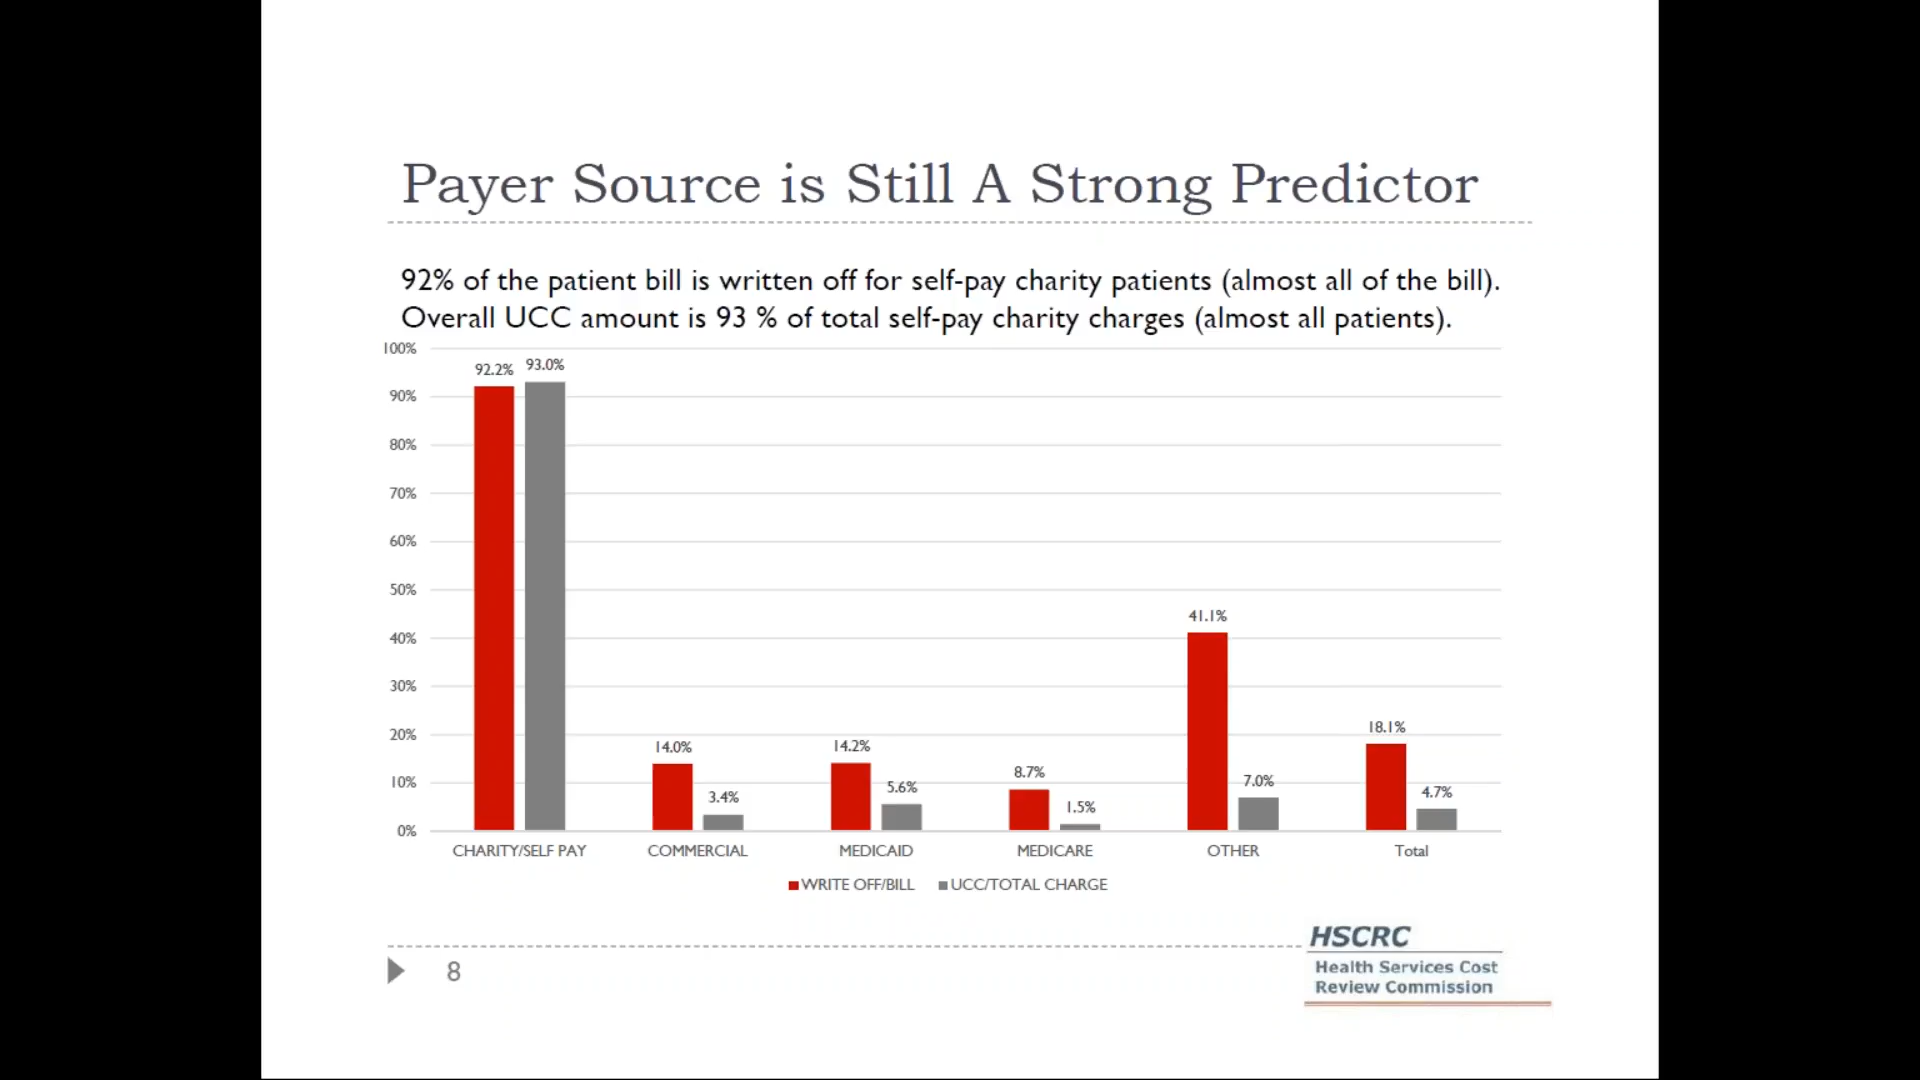 Payer Source is Still A Strong Predictor
92% of the patient bill is written off for self-pay charity patients (almost all of the bill).
Overall UCC amount is 93 % of total self-pay charity charges (almost all patients).
100%
90%
80%
70%
60%
50%
40%
30%
20%
10%
0%
92.2% 93.0%
14.0% 3.4%
14.2% 5.6%
8.7% 1.5%
41.1% 7.0%
18.1% 4.7%
CHARITY/SELF PAY COMMERCIAL MEDICAID MEDICARE OTHER Total
WRITE OFF/BILL UCC/TOTAL CHARGE
8
HSCRC
Health Services Cost
Review Commission